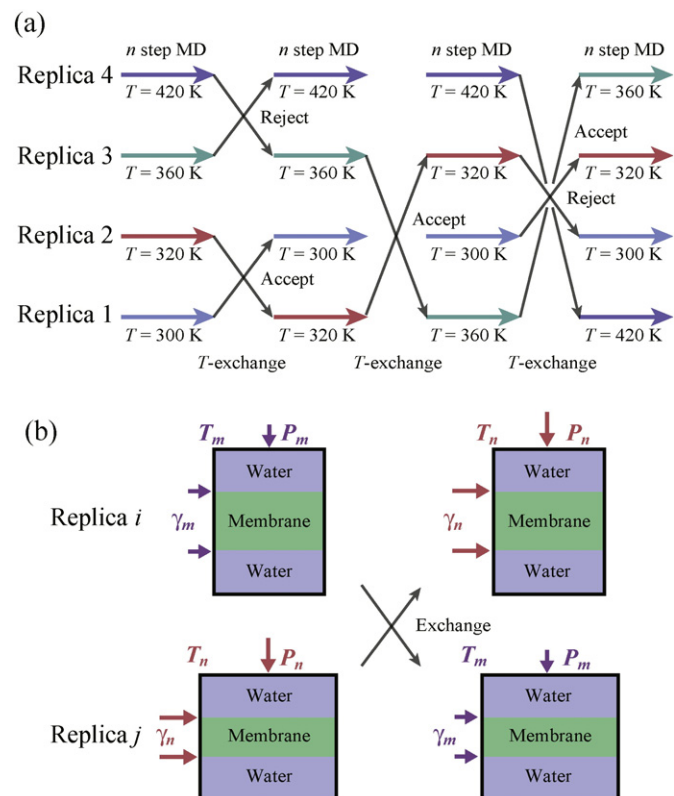 (a)
n step MD n step MD n step MD n step MD
Replica 4
T = 420 K T = 420 K T = 420 K T = 360 K
Reject Accept
Replica 3
T = 360 K T = 360 K T = 320 K T = 320 K
Accept Reject
Replica 2
T = 320 K T = 300 K T = 300 K T = 300 K
Accept
Replica 1
T = 300 K T = 320 K T = 360 K T = 420 K
T-exchange T-exchange T-exchange
(b)
Tm Pm Tn Pn
Water Water
Replica i γm Membrane γn Membrane
Water Water
Exchange
Tn Pn Tm Pm
Water Water
Replica j γn Membrane γm Membrane
Water Water